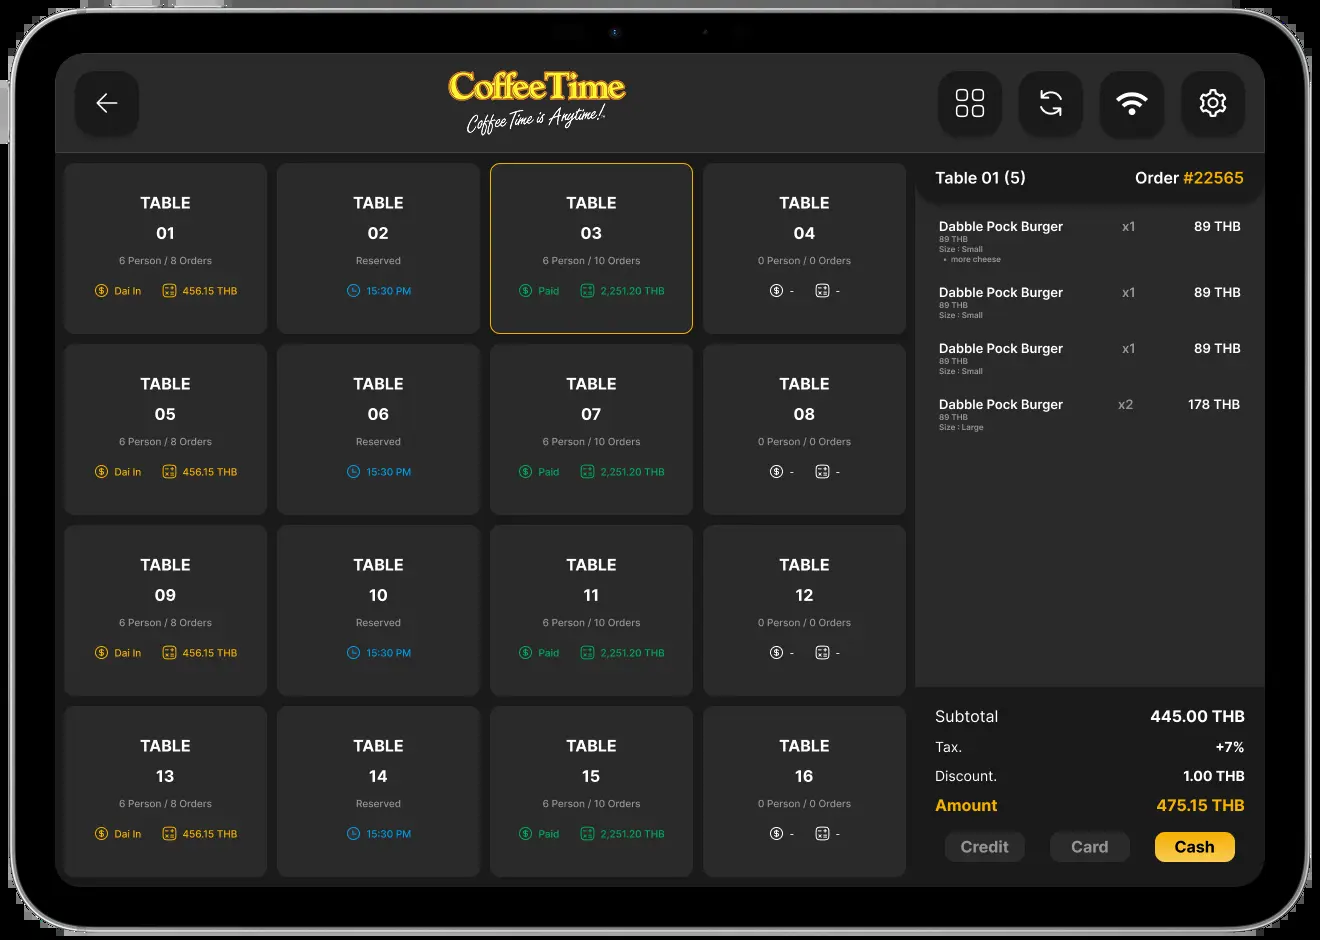 CoffeeTime
Coffee Time is Anytime!
TABLE
01
6 Person / 8 Orders
Dai In 456.15 THB
TABLE
02
Reserved
15:30 PM
TABLE
03
6 Person / 10 Orders
Paid 2,251.20 THB
TABLE
04
0 Person / 0 Orders
- -
TABLE
05
6 Person / 8 Orders
Dai In 456.15 THB
TABLE
06
Reserved
15:30 PM
TABLE
07
6 Person / 10 Orders
Paid 2,251.20 THB
TABLE
08
0 Person / 0 Orders
- -
TABLE
09
6 Person / 8 Orders
Dai In 456.15 THB
TABLE
10
Reserved
15:30 PM
TABLE
11
6 Person / 10 Orders
Paid 2,251.20 THB
TABLE
12
0 Person / 0 Orders
- -
TABLE
13
6 Person / 8 Orders
Dai In 456.15 THB
TABLE
14
Reserved
15:30 PM
TABLE
15
6 Person / 10 Orders
Paid 2,251.20 THB
TABLE
16
0 Person / 0 Orders
- -
Table 01 (5) Order #22565
Dabble Pock Burger x1 89 THB
89 THB
Size : Small
• more cheese
Dabble Pock Burger x1 89 THB
89 THB
Size : Small
Dabble Pock Burger x1 89 THB
89 THB
Size : Small
Dabble Pock Burger x2 178 THB
89 THB
Size : Large
Subtotal 445.00 THB
Tax. +7%
Discount. 1.00 THB
Amount 475.15 THB
Credit Card Cash